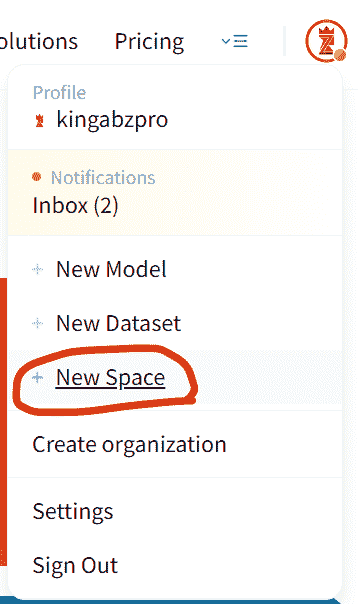 olutions Pricing
Profile
kingabzpro
Notifications
Inbox (2)
New Model
New Dataset
New Space
Create organization
Settings
Sign Out